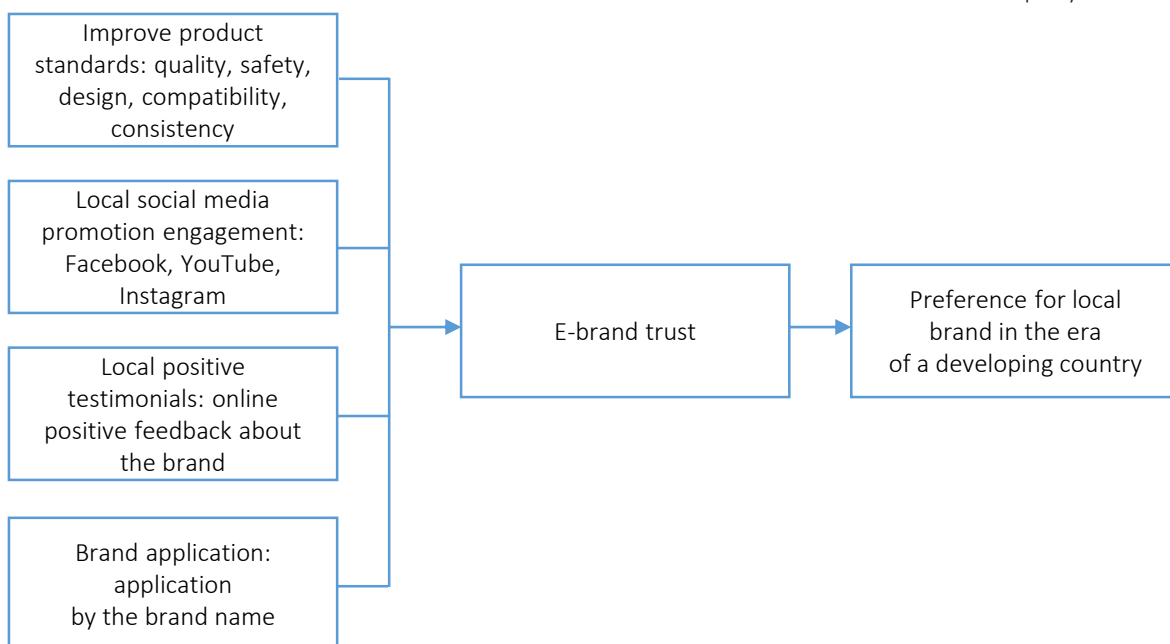 Improve product
standards: quality, safety,
design, compatibility,
consistency
Local social media
promotion engagement:
Facebook, YouTube,
Instagram
Local positive
testimonials: online
positive feedback about
the brand
Brand application:
application
by the brand name
E-brand trust
Preference for local
brand in the era
of a developing country